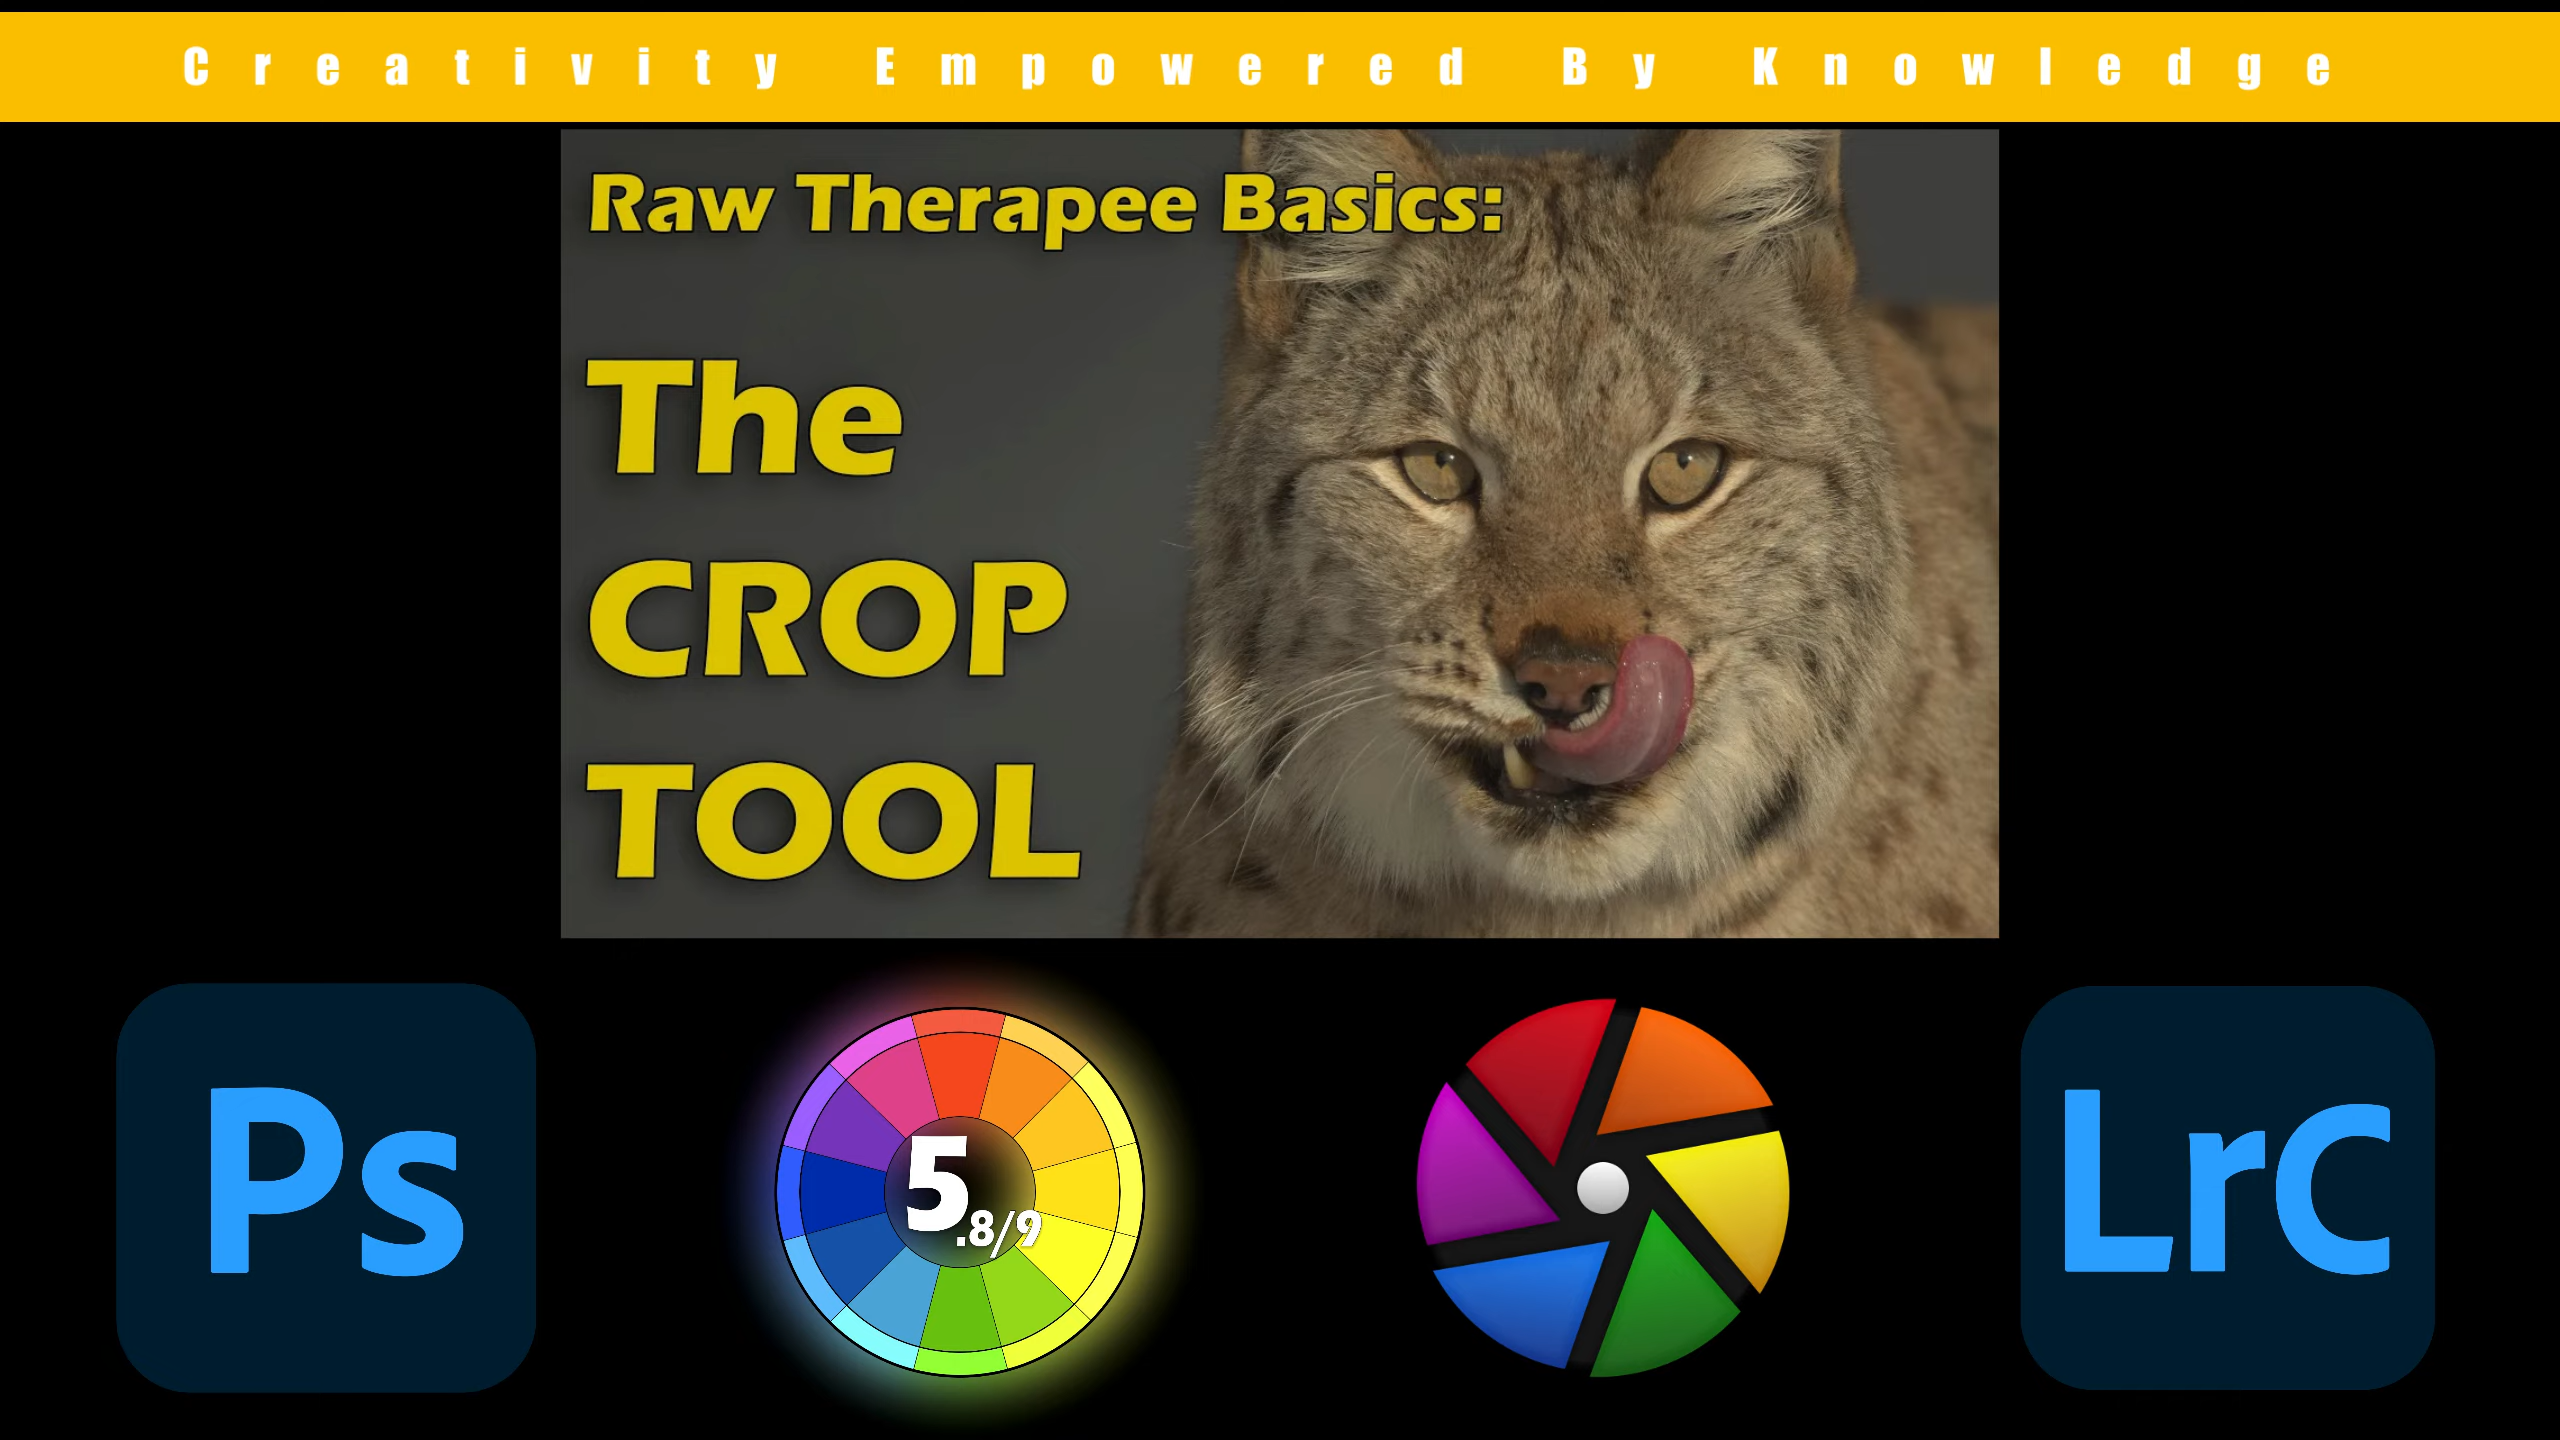 Creativity Empowered By Knowledge
Raw Therapee Basics:
The
CROP
TOOL
Ps
5.8/9
LrC